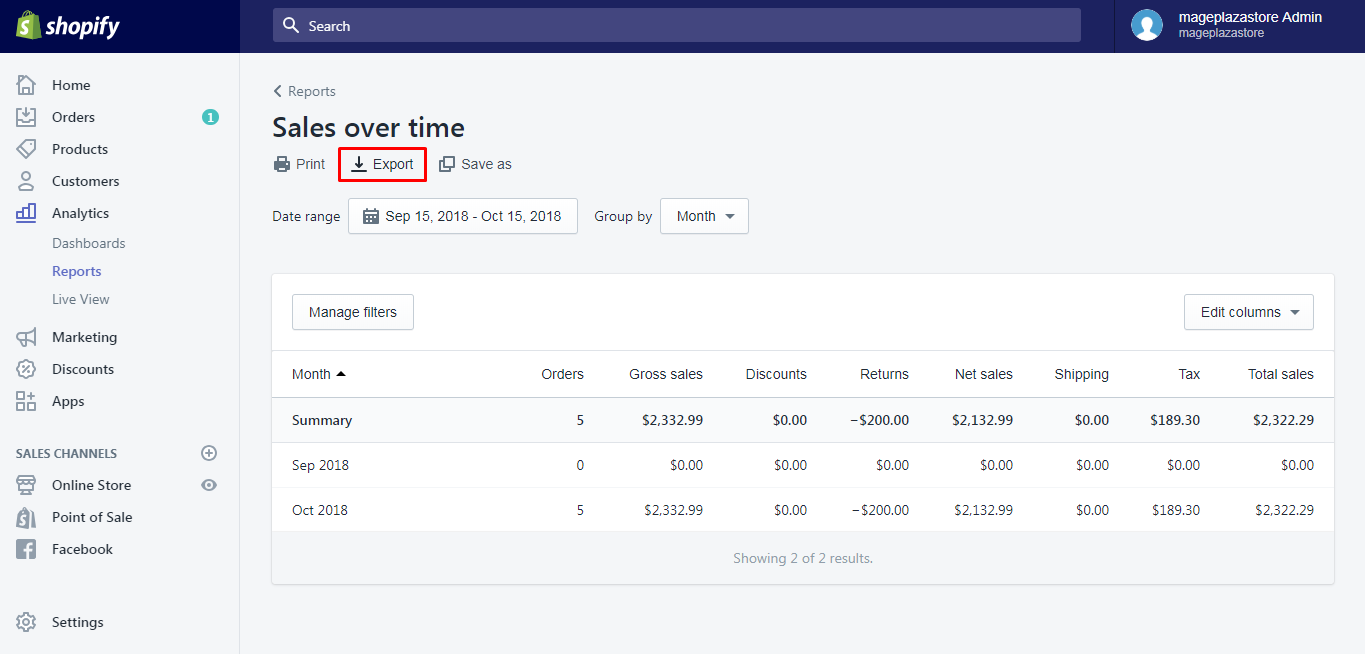 shopify
Search
mageplazastore Admin
mageplazastore
Home
Orders 1
Products
Customers
Analytics
Dashboards
Reports
Live View
Marketing
Discounts
Apps
SALES CHANNELS
Online Store
Point of Sale
Facebook
Settings
Reports
Sales over time
Print Export Save as
Date range Sep 15, 2018 - Oct 15, 2018 Group by Month
Manage filters Edit columns
Month Orders Gross sales Discounts Returns Net sales Shipping Tax Total sales
Summary 5 $2,332.99 $0.00 −$200.00 $2,132.99 $0.00 $189.30 $2,322.29
Sep 2018 0 $0.00 $0.00 $0.00 $0.00 $0.00 $0.00 $0.00
Oct 2018 5 $2,332.99 $0.00 −$200.00 $2,132.99 $0.00 $189.30 $2,322.29
Showing 2 of 2 results.